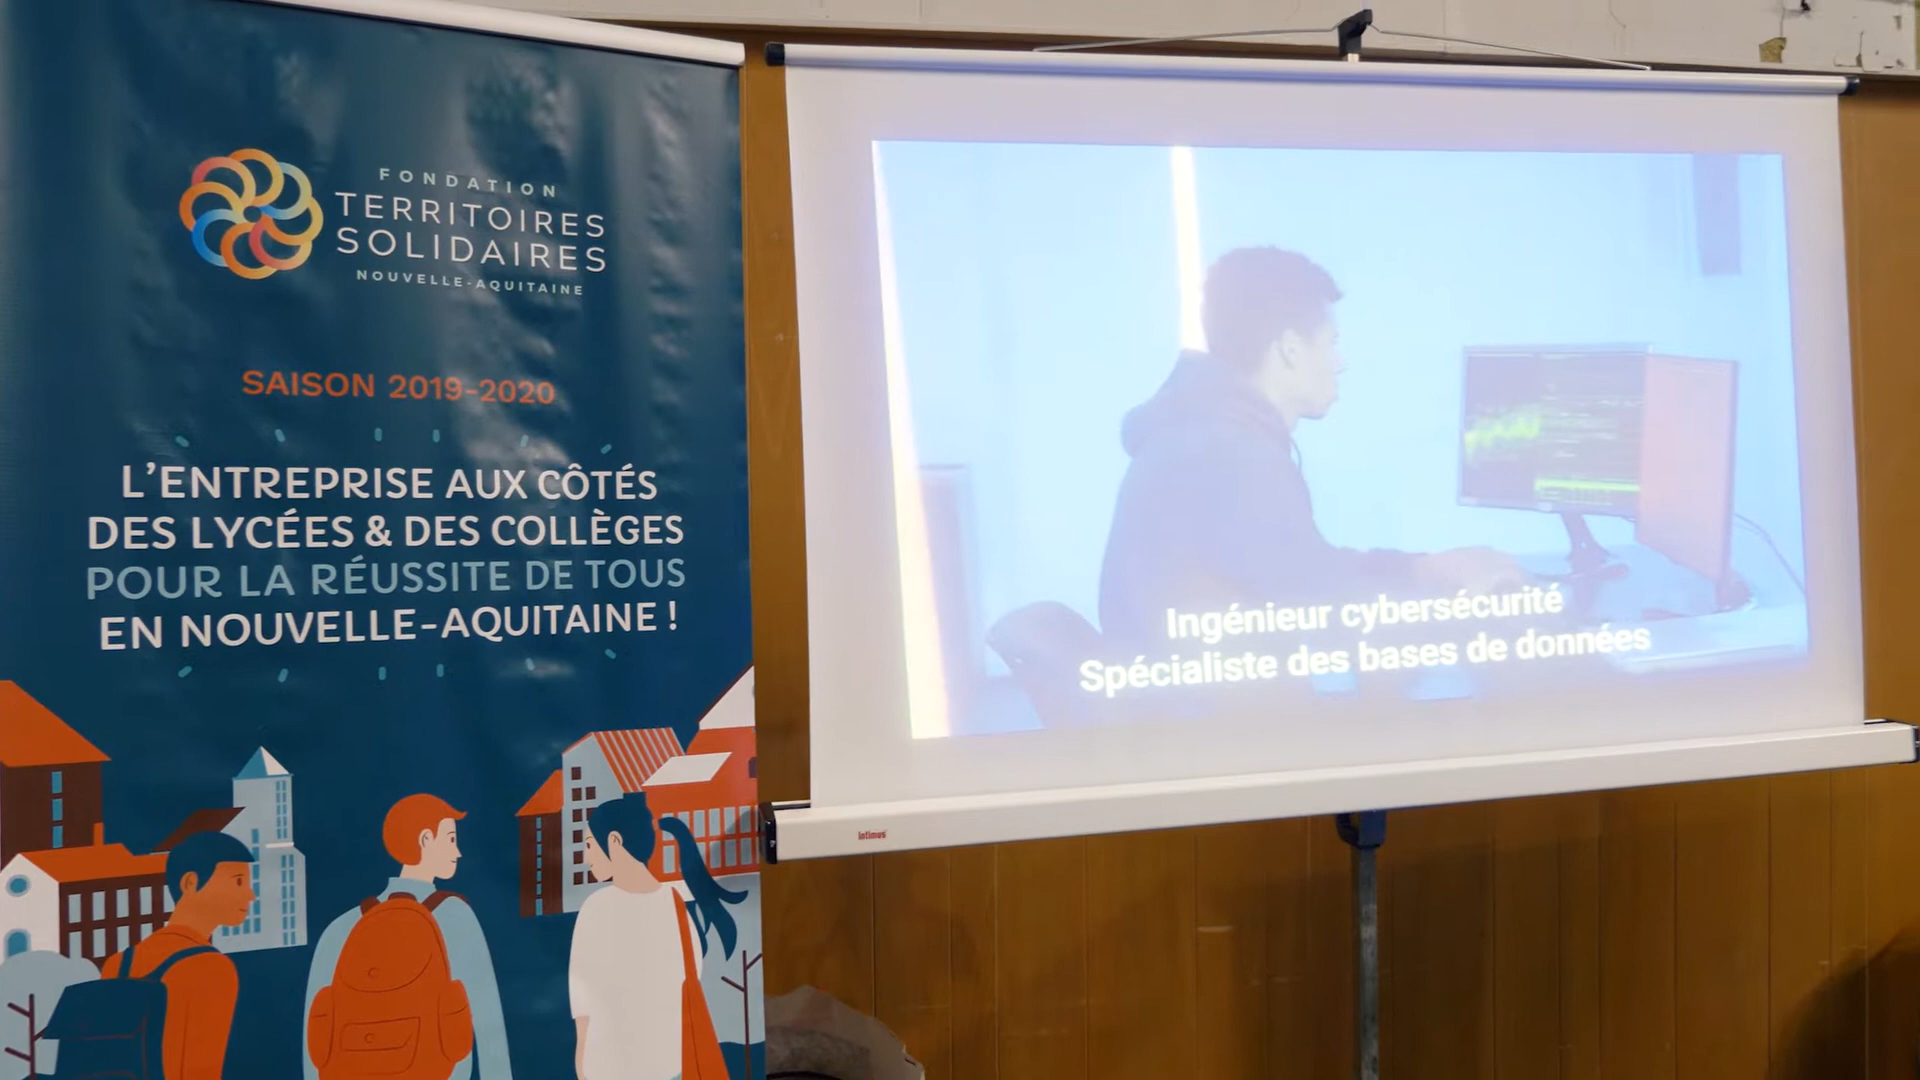 FONDATION
TERRITOIRES
SOLIDAIRES
NOUVELLE-AQUITAINE
SAISON 2019-2020
L'ENTREPRISE AUX CÔTÉS
DES LYCÉES & DES COLLÈGES
POUR LA RÉUSSITE DE TOUS
EN NOUVELLE-AQUITAINE !
Ingénieur cybersécurité
Spécialiste des bases de données
intimus